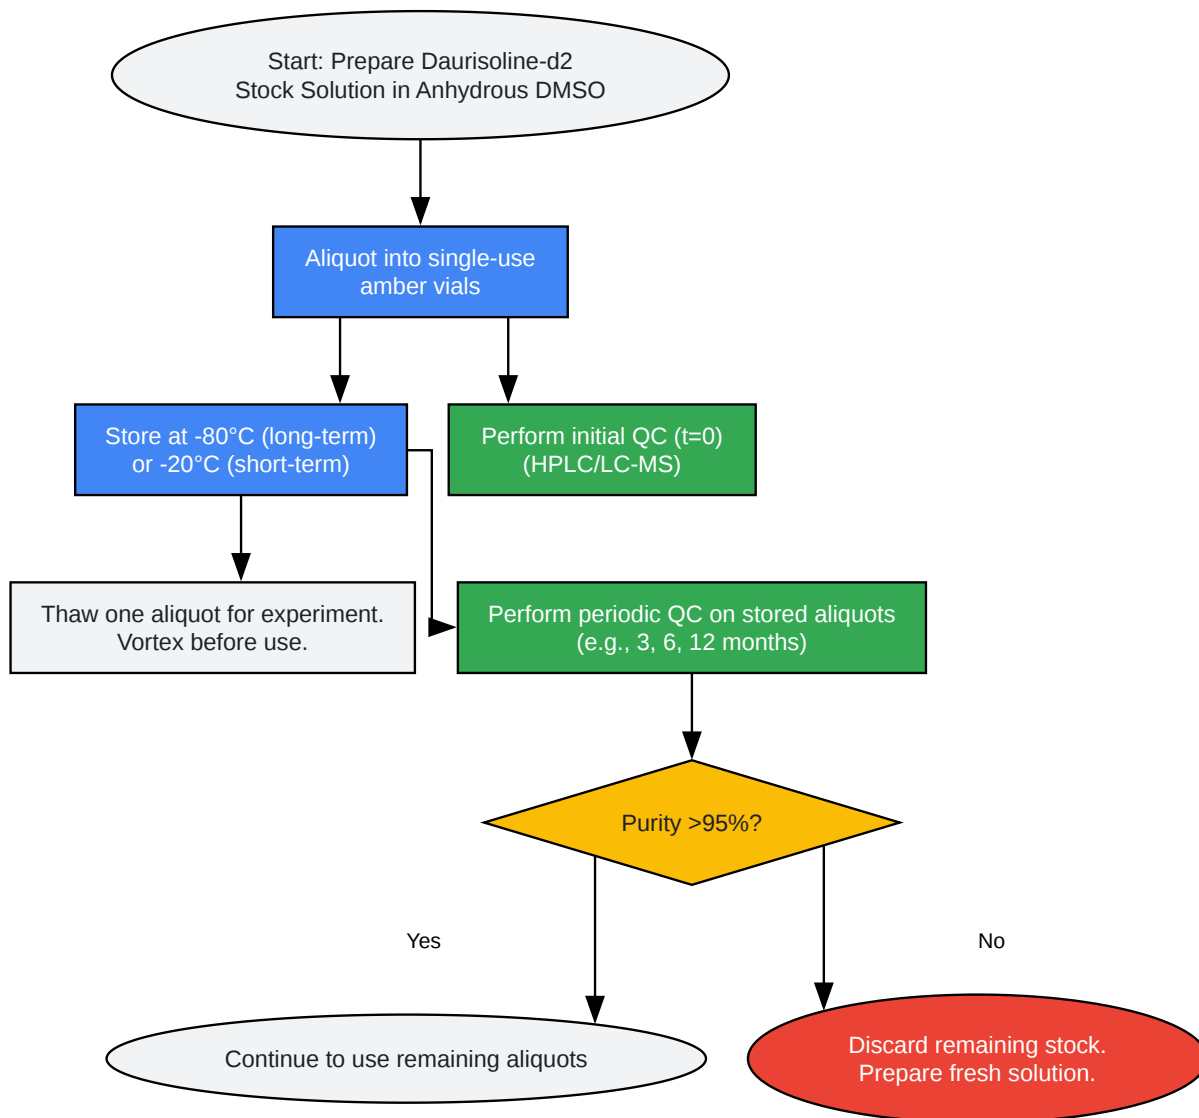 Start: Prepare Daurisoline-d2
Stock Solution in Anhydrous DMSO
Aliquot into single-use
amber vials
Store at -80°C (long-term)
or -20°C (short-term)
Perform initial QC (t=0)
(HPLC/LC-MS)
Thaw one aliquot for experiment.
Vortex before use.
Perform periodic QC on stored aliquots
(e.g., 3, 6, 12 months)
Purity >95%?
Yes
No
Continue to use remaining aliquots
Discard remaining stock.
Prepare fresh solution.